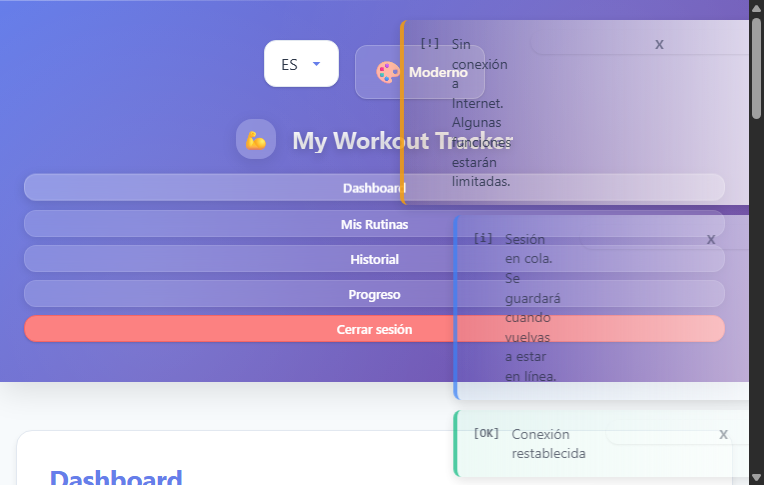 ES
Moderno
My Workout Tracker
Dashboard
Mis Rutinas
Historial
Progreso
Cerrar sesión
Dashboard
[!] Sin X
conexión
a
Internet.
Algunas
funciones
estarán
limitadas.
[i] Sesión X
en cola.
Se
guardará
cuando
vuelvas
a estar
en línea.
[OK] Conexión X
restablecida